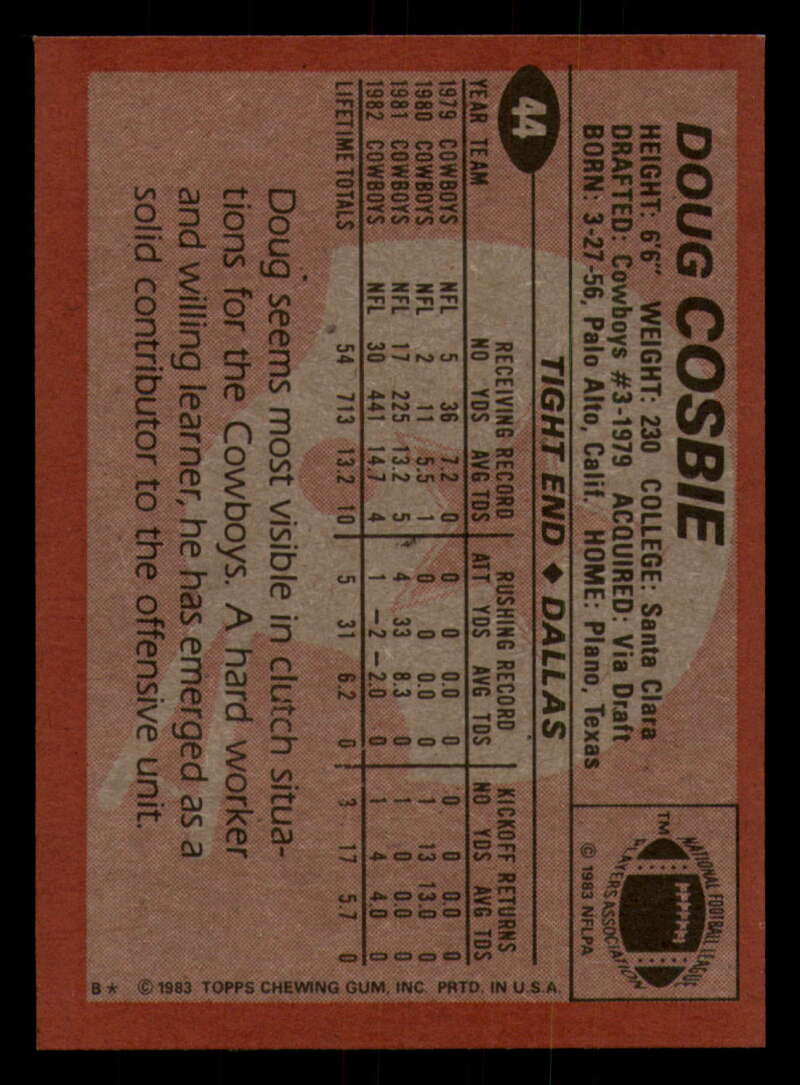 44
DOUG COSBIE
HEIGHT: 6'6" WEIGHT: 230 COLLEGE: Santa Clara
DRAFTED: Cowboys #3-1979 ACQUIRED: Via Draft
BORN: 3-27-56, Palo Alto, Calif. HOME: Plano, Texas
TM
NATIONAL FOOTBALL LEAGUE
PLAYERS ASSOCIATION
© 1983 NFLPA
TIGHT END ♦ DALLAS
RECEIVING RECORD RUSHING RECORD KICKOFF RETURNS
YEAR TEAM NO YDS AVG TDS ATT YDS AVG TDS NO YDS AVG TDS
1979 COWBOYS NFL 5 36 7.2 0 0 0 0.0 0 0 0 0.0 0
1980 COWBOYS NFL 2 11 5.5 1 0 0 0.0 0 1 13 13.0 0
1981 COWBOYS NFL 17 225 13.2 5 4 33 8.3 0 1 0 0.0 0
1982 COWBOYS NFL 30 441 14.7 4 1 –2 –2.0 0 1 4 4.0 0
LIFETIME TOTALS 54 713 13.2 10 5 31 6.2 0 3 17 5.7 0
Doug seems most visible in clutch situa-
tions for the Cowboys. A hard worker
and willing learner, he has emerged as a
solid contributor to the offensive unit.
B* © 1983 TOPPS CHEWING GUM, INC. PRTD. IN U.S.A.